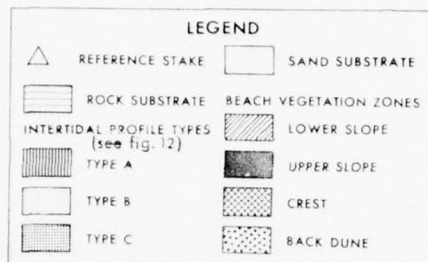 LEGEND
REFERENCE STAKE
ROCK SUBSTRATE
INTERTIDAL PROFILE TYPES
(see fig. 12)
TYPE A
TYPE B
TYPE C
SAND SUBSTRATE
BEACH VEGETATION ZONES
LOWER SLOPE
UPPER SLOPE
CREST
BACK DUNE